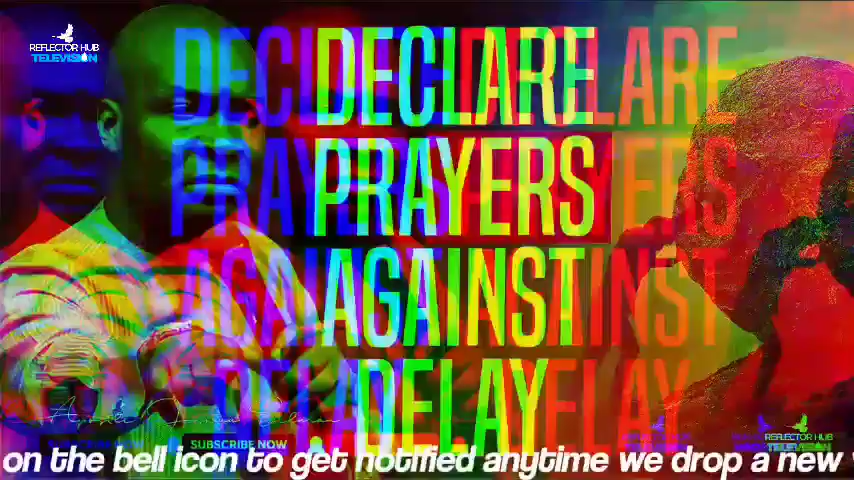 REFLECTOR HUB
TELEVISION
DECLARE
PRAYERS
AGAINST
DELAY
SUBSCRIBE NOW
REFLECTOR HUB
TELEVISION
on the bell icon to get notified anytime we drop a new